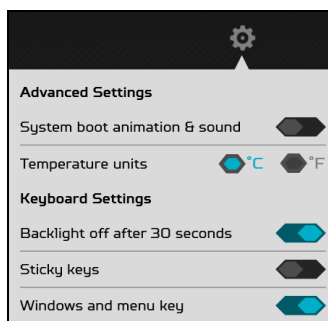 Advanced Settings
System boot animation & sound
Temperature units °C °F
Keyboard Settings
Backlight off after 30 seconds
Sticky keys
Windows and menu key